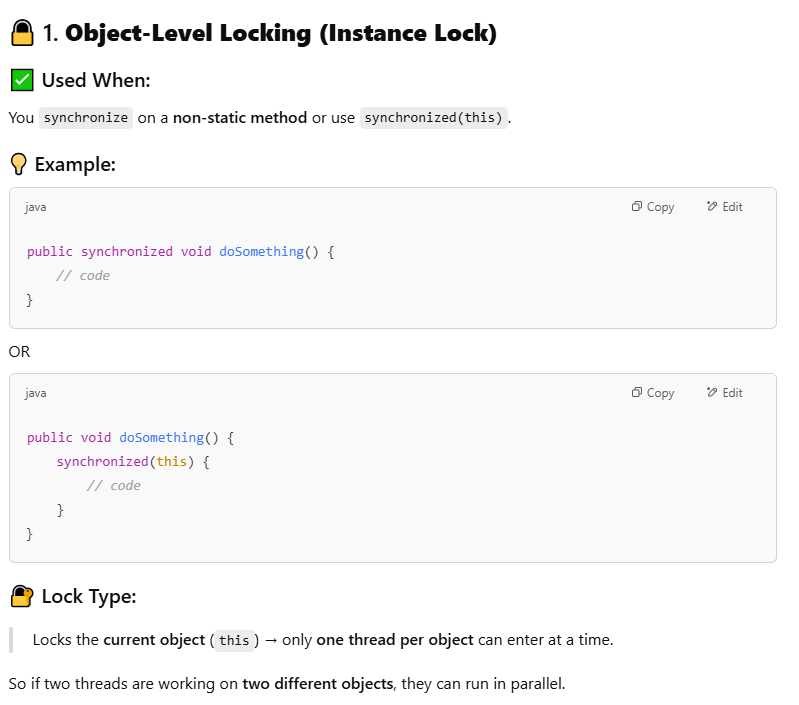 🔒 1. Object-Level Locking (Instance Lock)
✅ Used When:
You synchronize on a non-static method or use synchronized(this).
💡 Example:
java Copy Edit
public synchronized void doSomething() {
    // code
}
OR
java Copy Edit
public void doSomething() {
    synchronized(this) {
        // code
    }
}
🔐 Lock Type:
Locks the current object (this) → only one thread per object can enter at a time.
So if two threads are working on two different objects, they can run in parallel.